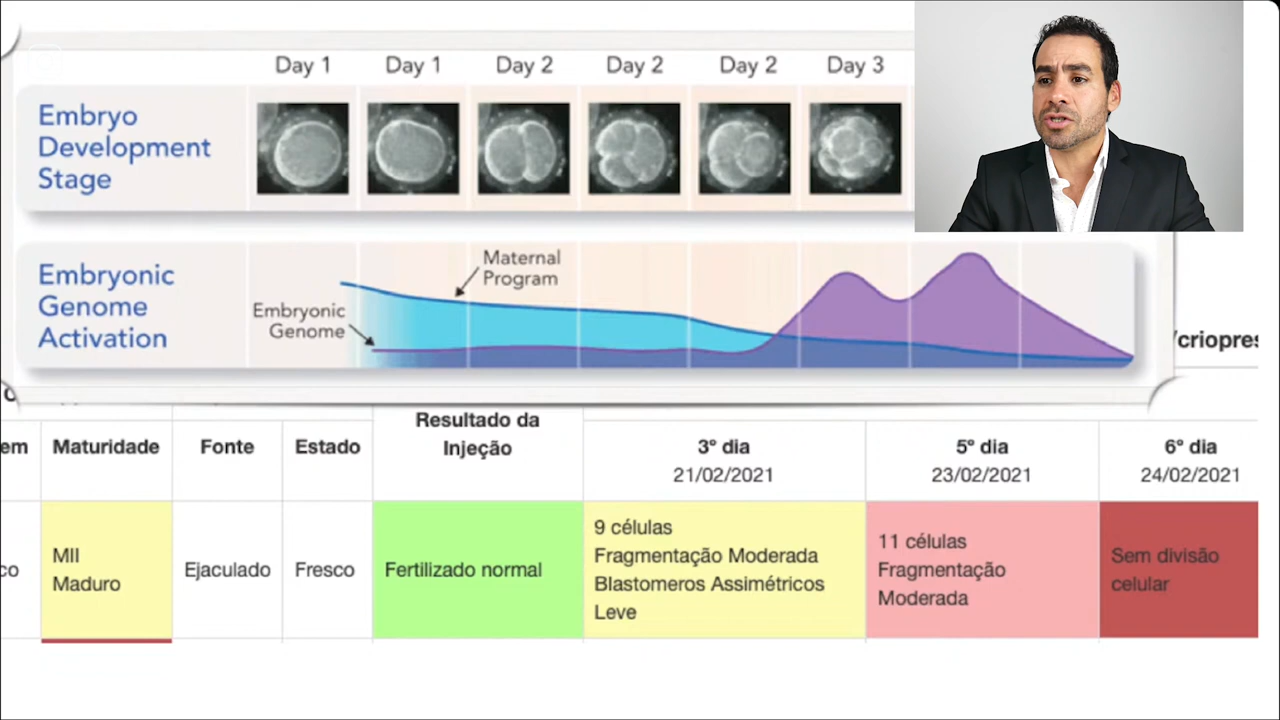 Day 1
Day 1
Day 2
Day 2
Day 2
Day 3
Embryo
Development
Stage
Embryonic
Genome
Activation
Maternal
Program
Embryonic
Genome
/criopres
em
Maturidade
Fonte
Estado
Resultado da
Injeção
3º dia
21/02/2021
5º dia
23/02/2021
6º dia
24/02/2021
co
MII
Maduro
Ejaculado
Fresco
Fertilizado normal
9 células
Fragmentação Moderada
Blastomeros Assimétricos
Leve
11 células
Fragmentação
Moderada
Sem divisão
celular